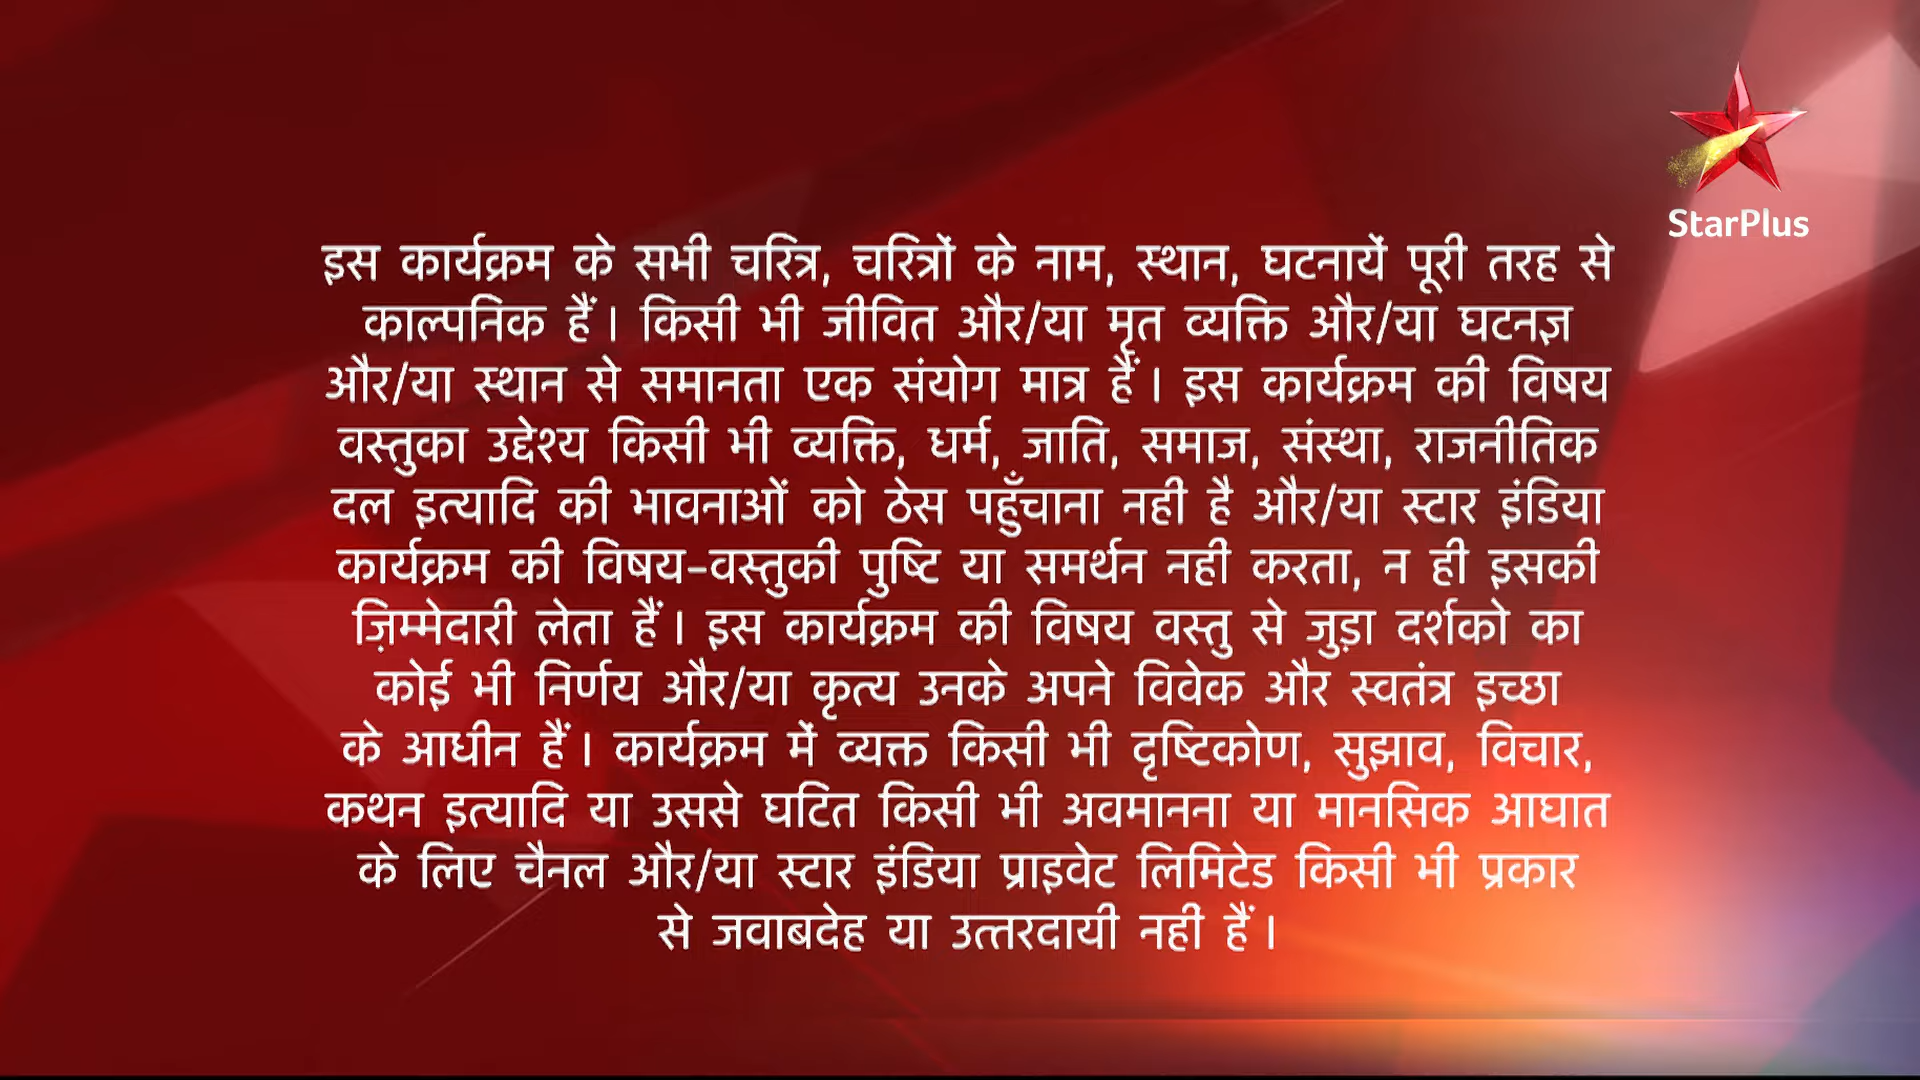 StarPlus
इस कार्यक्रम के सभी चरित्र, चरित्रों के नाम, स्थान, घटनायें पूरी तरह से
काल्पनिक हैं। किसी भी जीवित और/या मृत व्यक्ति और/या घटनज्ञ
और/या स्थान से समानता एक संयोग मात्र हैं। इस कार्यक्रम की विषय
वस्तुका उद्देश्य किसी भी व्यक्ति, धर्म, जाति, समाज, संस्था, राजनीतिक
दल इत्यादि की भावनाओं को ठेस पहुँचाना नहीं है और/या स्टार इंडिया
कार्यक्रम की विषय-वस्तुकी पुष्टि या समर्थन नहीं करता, न ही इसकी
ज़िम्मेदारी लेता हैं। इस कार्यक्रम की विषय वस्तु से जुड़ा दर्शको का
कोई भी निर्णय और/या कृत्य उनके अपने विवेक और स्वतंत्र इच्छा
के आधीन हैं। कार्यक्रम में व्यक्त किसी भी दृष्टिकोण, सुझाव, विचार,
कथन इत्यादि या उससे घटित किसी भी अवमानना या मानसिक आघात
के लिए चैनल और/या स्टार इंडिया प्राइवेट लिमिटेड किसी भी प्रकार
से जवाबदेह या उत्तरदायी नहीं हैं।